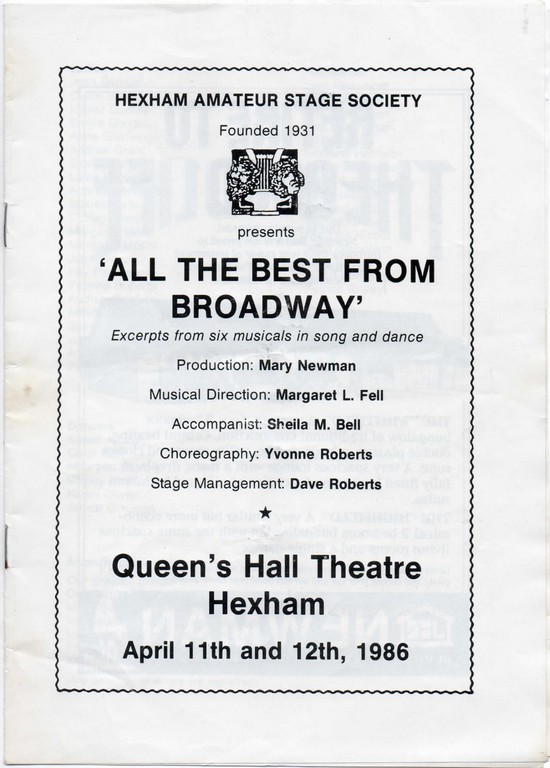 HEXHAM AMATEUR STAGE SOCIETY
Founded 1931
presents
'ALL THE BEST FROM
BROADWAY'
Excerpts from six musicals in song and dance
Production: Mary Newman
Musical Direction: Margaret L. Fell
Accompanist: Sheila M. Bell
Choreography: Yvonne Roberts
Stage Management: Dave Roberts
★
Queen's Hall Theatre
Hexham
April 11th and 12th, 1986